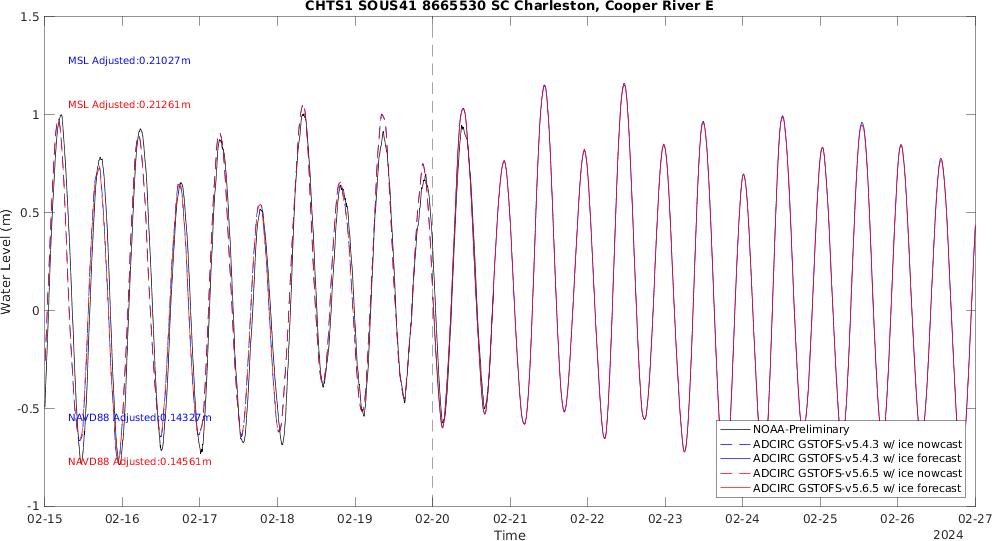 CHTS1 SOUS41 8665530 SC Charleston, Cooper River E
1.5
1
0.5
0
-0.5
-1
Water Level (m)
MSL Adjusted:0.21027m
MSL Adjusted:0.21261m
NAVD88 Adjusted:0.14327m
NAVD88 Adjusted:0.14561m
NOAA-Preliminary
ADCIRC GSTOFS-v5.4.3 w/ ice nowcast
ADCIRC GSTOFS-v5.4.3 w/ ice forecast
ADCIRC GSTOFS-v5.6.5 w/ ice nowcast
ADCIRC GSTOFS-v5.6.5 w/ ice forecast
02-15 02-16 02-17 02-18 02-19 02-20 02-21 02-22 02-23 02-24 02-25 02-26 02-27
Time
2024